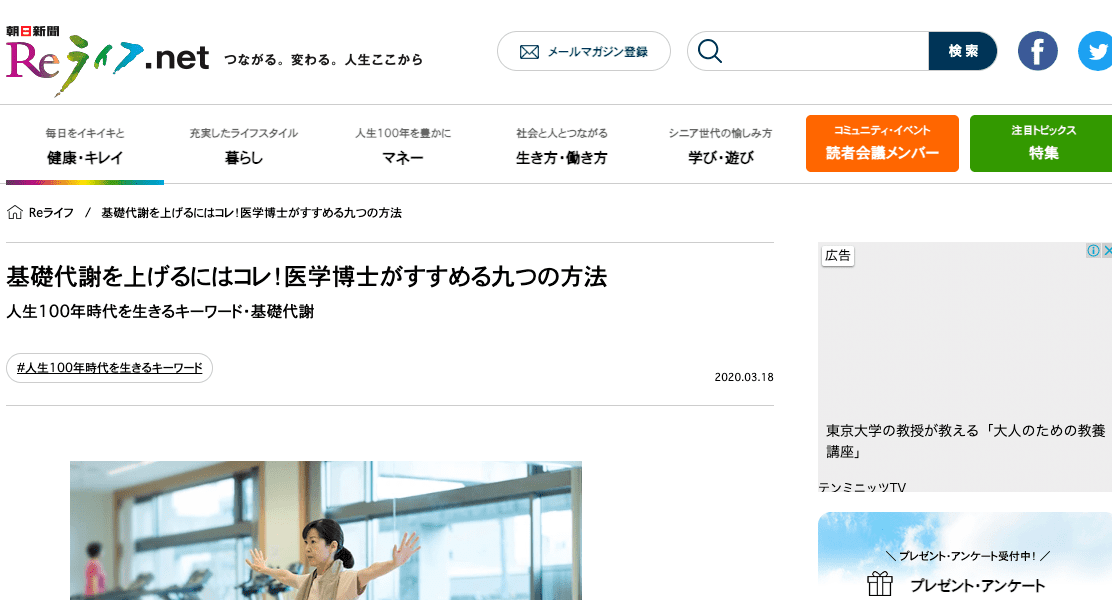 朝日新聞
Reライフ.net
つながる。変わる。人生ここから
メールマガジン登録
検索
毎日をイキイキと
健康・キレイ
充実したライフスタイル
暮らし
人生100年を豊かに
マネー
社会と人とつながる
生き方・働き方
シニア世代の愉しみ方
学び・遊び
コミュニティ・イベント
読者会議メンバー
注目トピックス
特集
Reライフ / 基礎代謝を上げるにはコレ!医学博士がすすめる九つの方法
基礎代謝を上げるにはコレ!医学博士がすすめる九つの方法
人生100年時代を生きるキーワード・基礎代謝
#人生100年時代を生きるキーワード
2020.03.18
広告
東京大学の教授が教える「大人のための教養
講座」
テンミニッツTV
＼ プレゼント・アンケート受付中! ／
プレゼント・アンケート